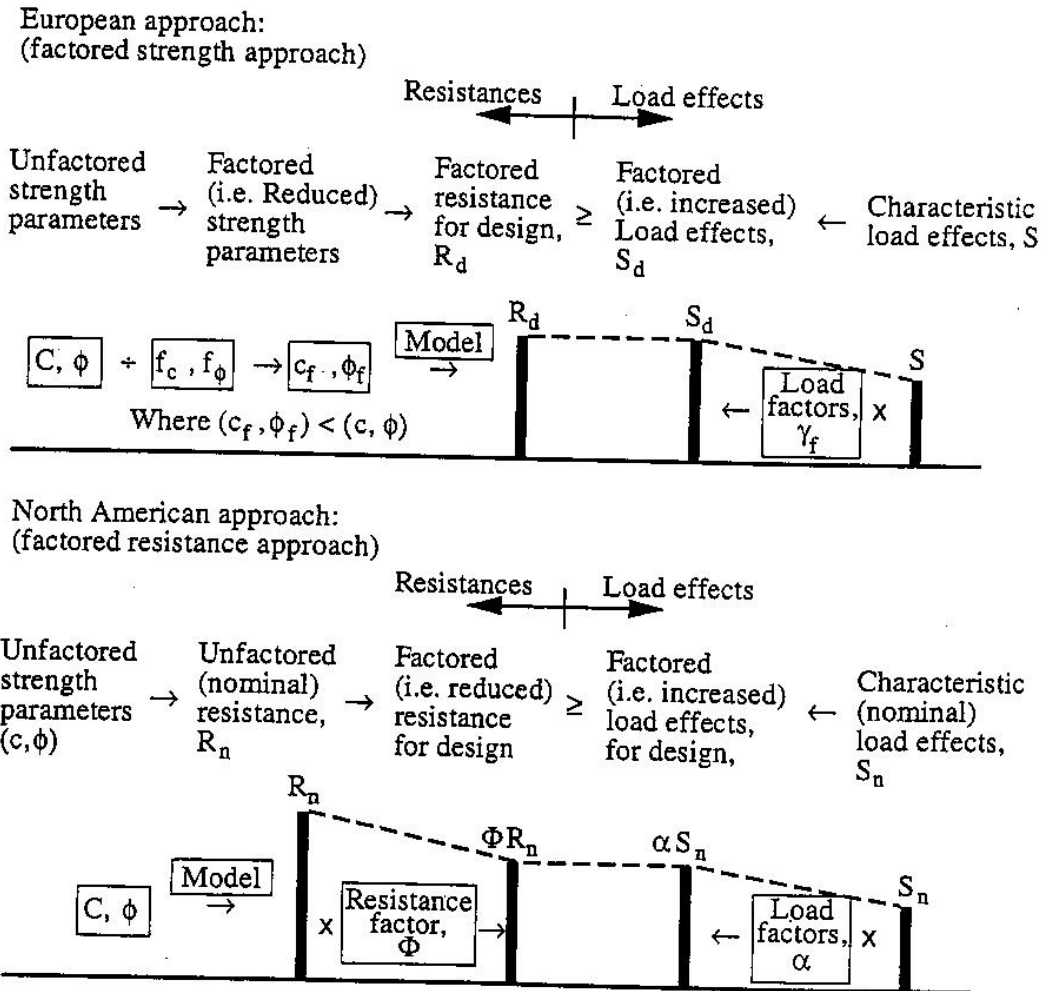 European approach:
(factored strength approach)
Resistances Load effects
Unfactored strength parameters → Factored (i.e. Reduced) strength parameters → Factored resistance for design, R_d ≥ Factored (i.e. increased) Load effects, S_d ← Characteristic load effects, S
R_d S_d S
C, ϕ ÷ f_c , f_ϕ → c_f , ϕ_f Model → ← Load factors, γ_f x
Where (c_f , ϕ_f) < (c, ϕ)
North American approach:
(factored resistance approach)
Resistances Load effects
Unfactored strength parameters (c,ϕ) → Unfactored (nominal) resistance, R_n → Factored (i.e. reduced) resistance for design ≥ Factored (i.e. increased) load effects, for design, ← Characteristic (nominal) load effects, S_n
R_n ΦR_n αS_n S_n
C, ϕ Model → x Resistance factor, Φ → ← Load factors, α x